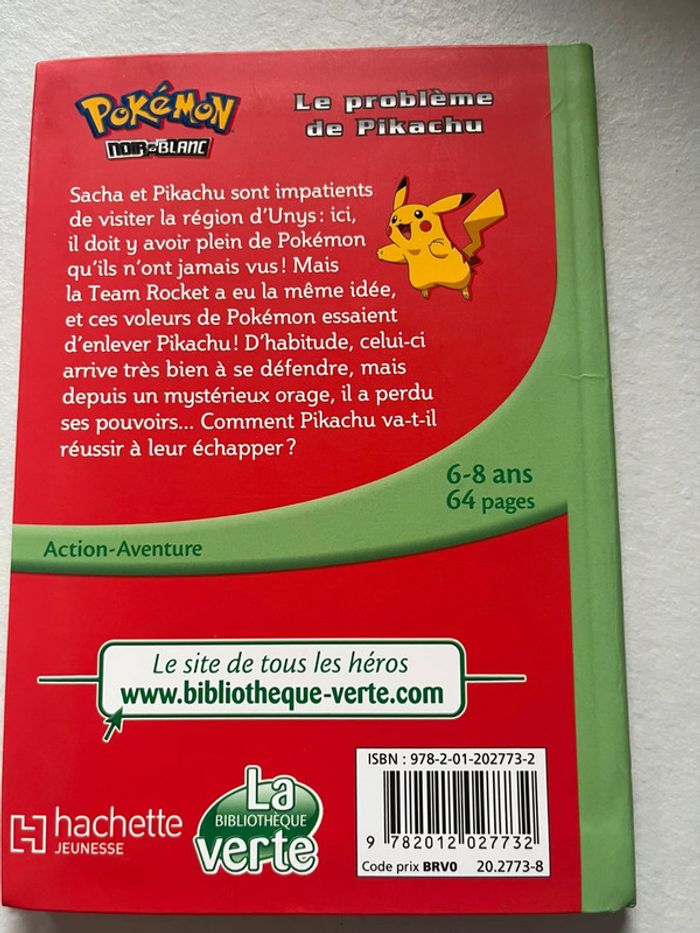 POKÉMON
NOIR & BLANC
Le problème
de Pikachu
Sacha et Pikachu sont impatients
de visiter la région d'Unys : ici,
il doit y avoir plein de Pokémon
qu'ils n'ont jamais vus ! Mais
la Team Rocket a eu la même idée,
et ces voleurs de Pokémon essaient
d'enlever Pikachu ! D'habitude, celui-ci
arrive très bien à se défendre, mais
depuis un mystérieux orage, il a perdu
ses pouvoirs... Comment Pikachu va-t-il
réussir à leur échapper ?
6-8 ans
64 pages
Action-Aventure
Le site de tous les héros
www.bibliotheque-verte.com
hachette
JEUNESSE
La
BIBLIOTHÈQUE
verte
ISBN : 978-2-01-202773-2
9 782012 027732
Code prix BRV0 20.2773-8